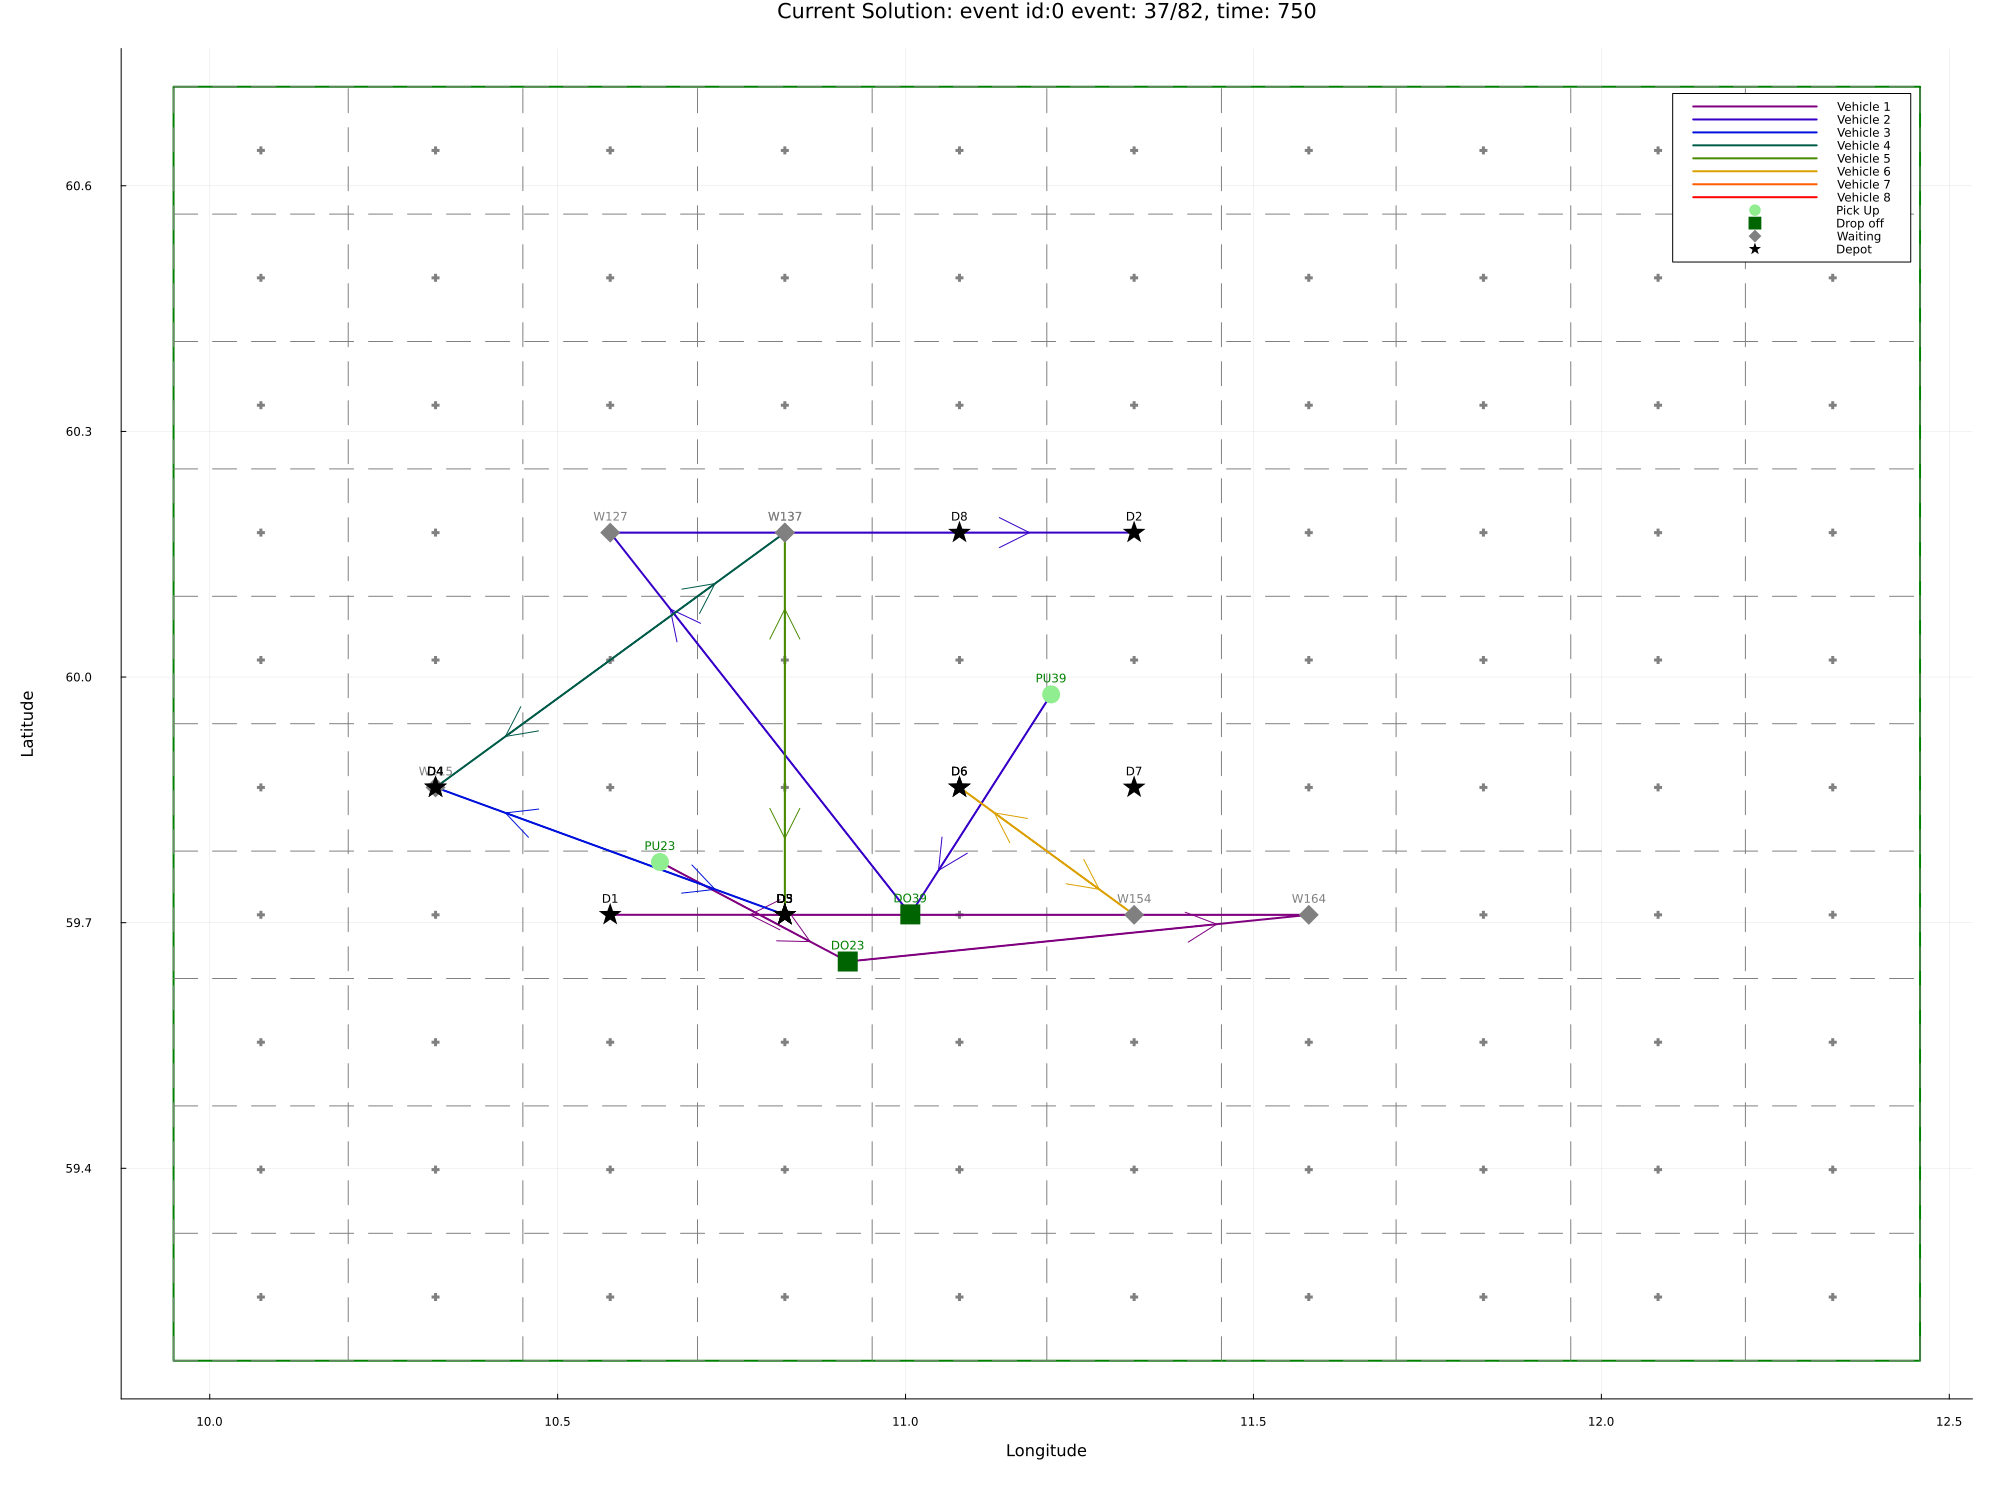 Current Solution: event id:0 event: 37/82, time: 750
Vehicle 1
Vehicle 2
Vehicle 3
Vehicle 4
Vehicle 5
Vehicle 6
Vehicle 7
Vehicle 8
Pick Up
Drop off
Waiting
Depot
60.6
60.3
60.0
59.7
59.4
Latitude
W127
W137
D8
D2
PU39
D4
D6
D7
PU23
D1
DO39
W154
W164
DO23
10.0
10.5
11.0
11.5
12.0
12.5
Longitude